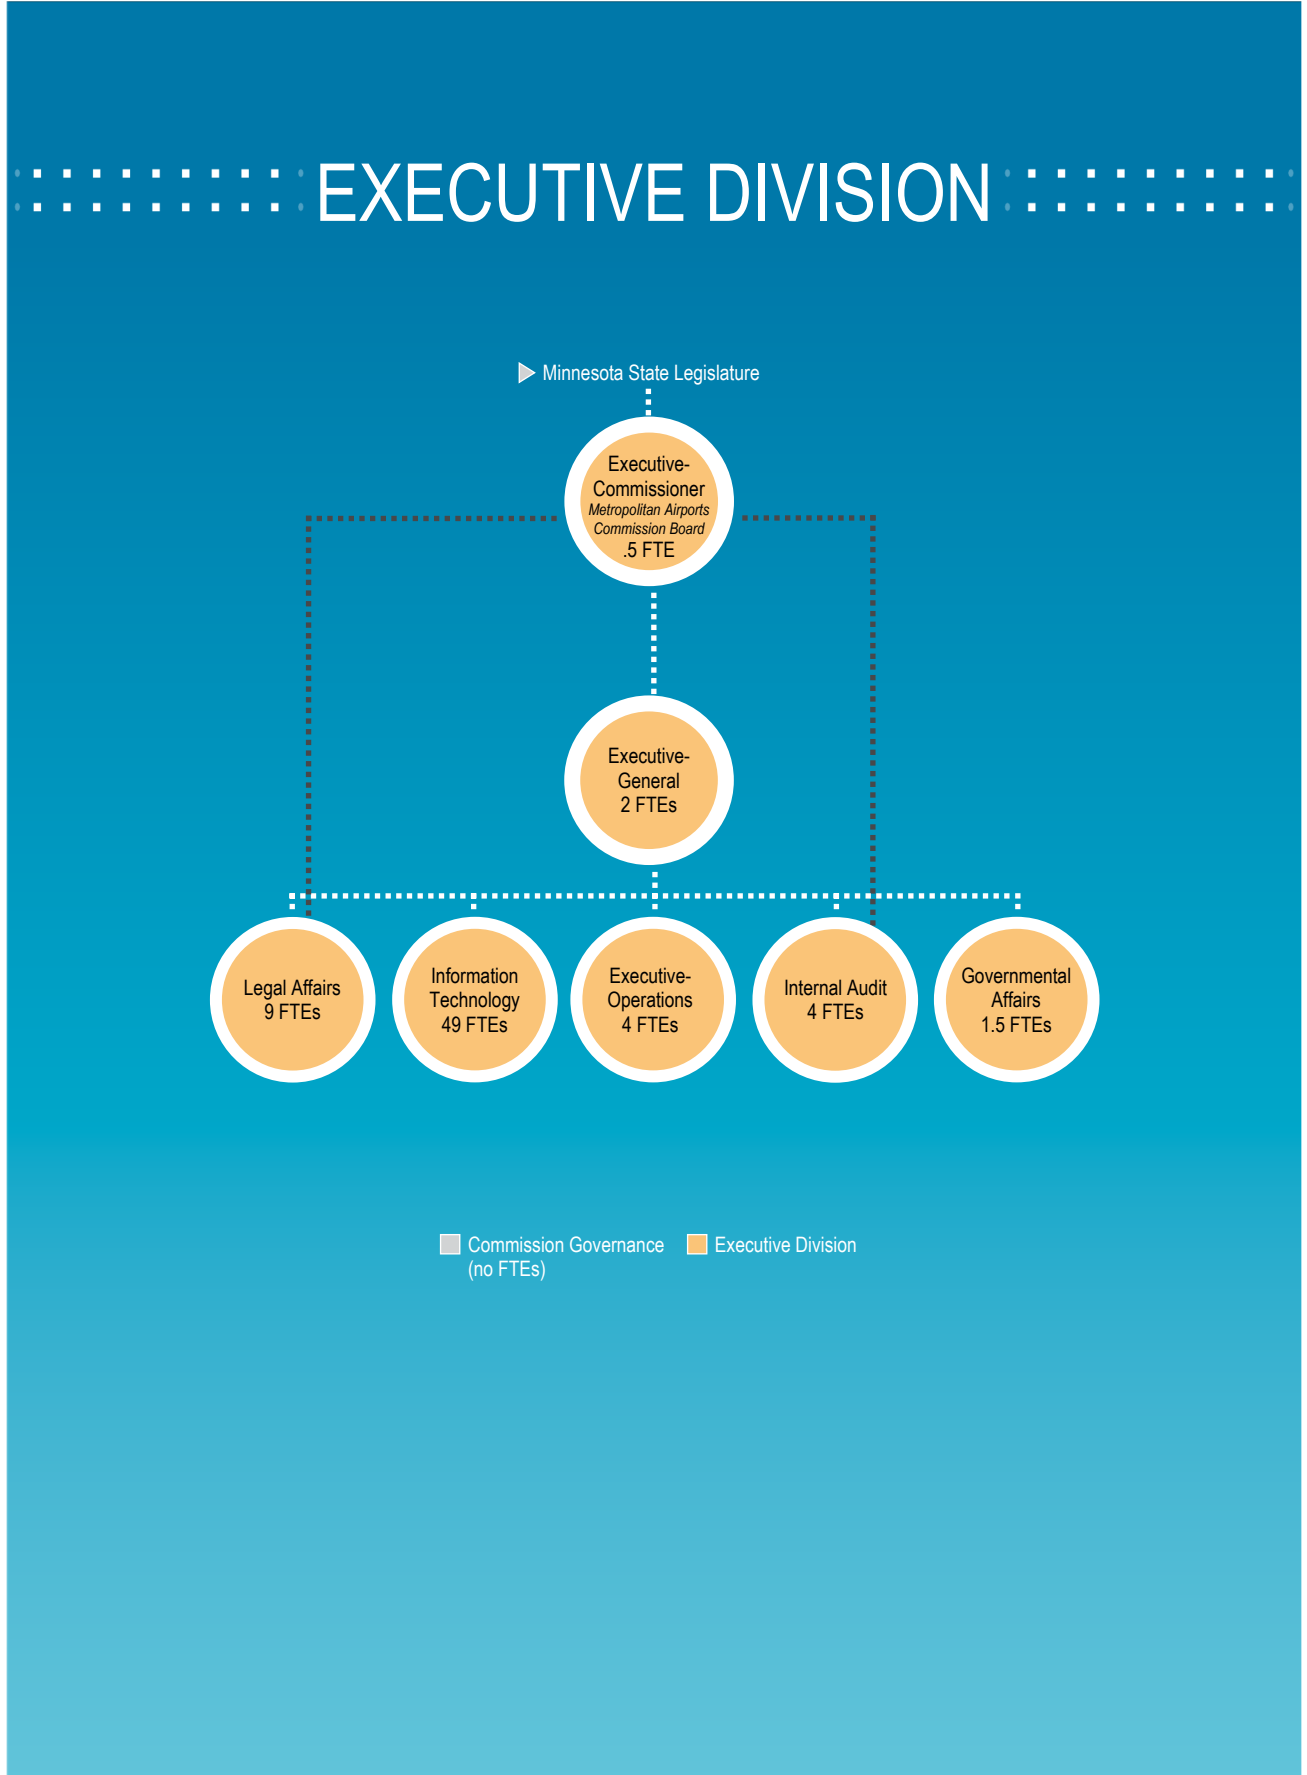 EXECUTIVE DIVISION
Minnesota State Legislature
Executive-
Commissioner
Metropolitan Airports
Commission Board
.5 FTE
Executive-
General
2 FTEs
Legal Affairs
9 FTEs
Information
Technology
49 FTEs
Executive-
Operations
4 FTEs
Internal Audit
4 FTEs
Governmental
Affairs
1.5 FTEs
Commission Governance
(no FTEs)
Executive Division